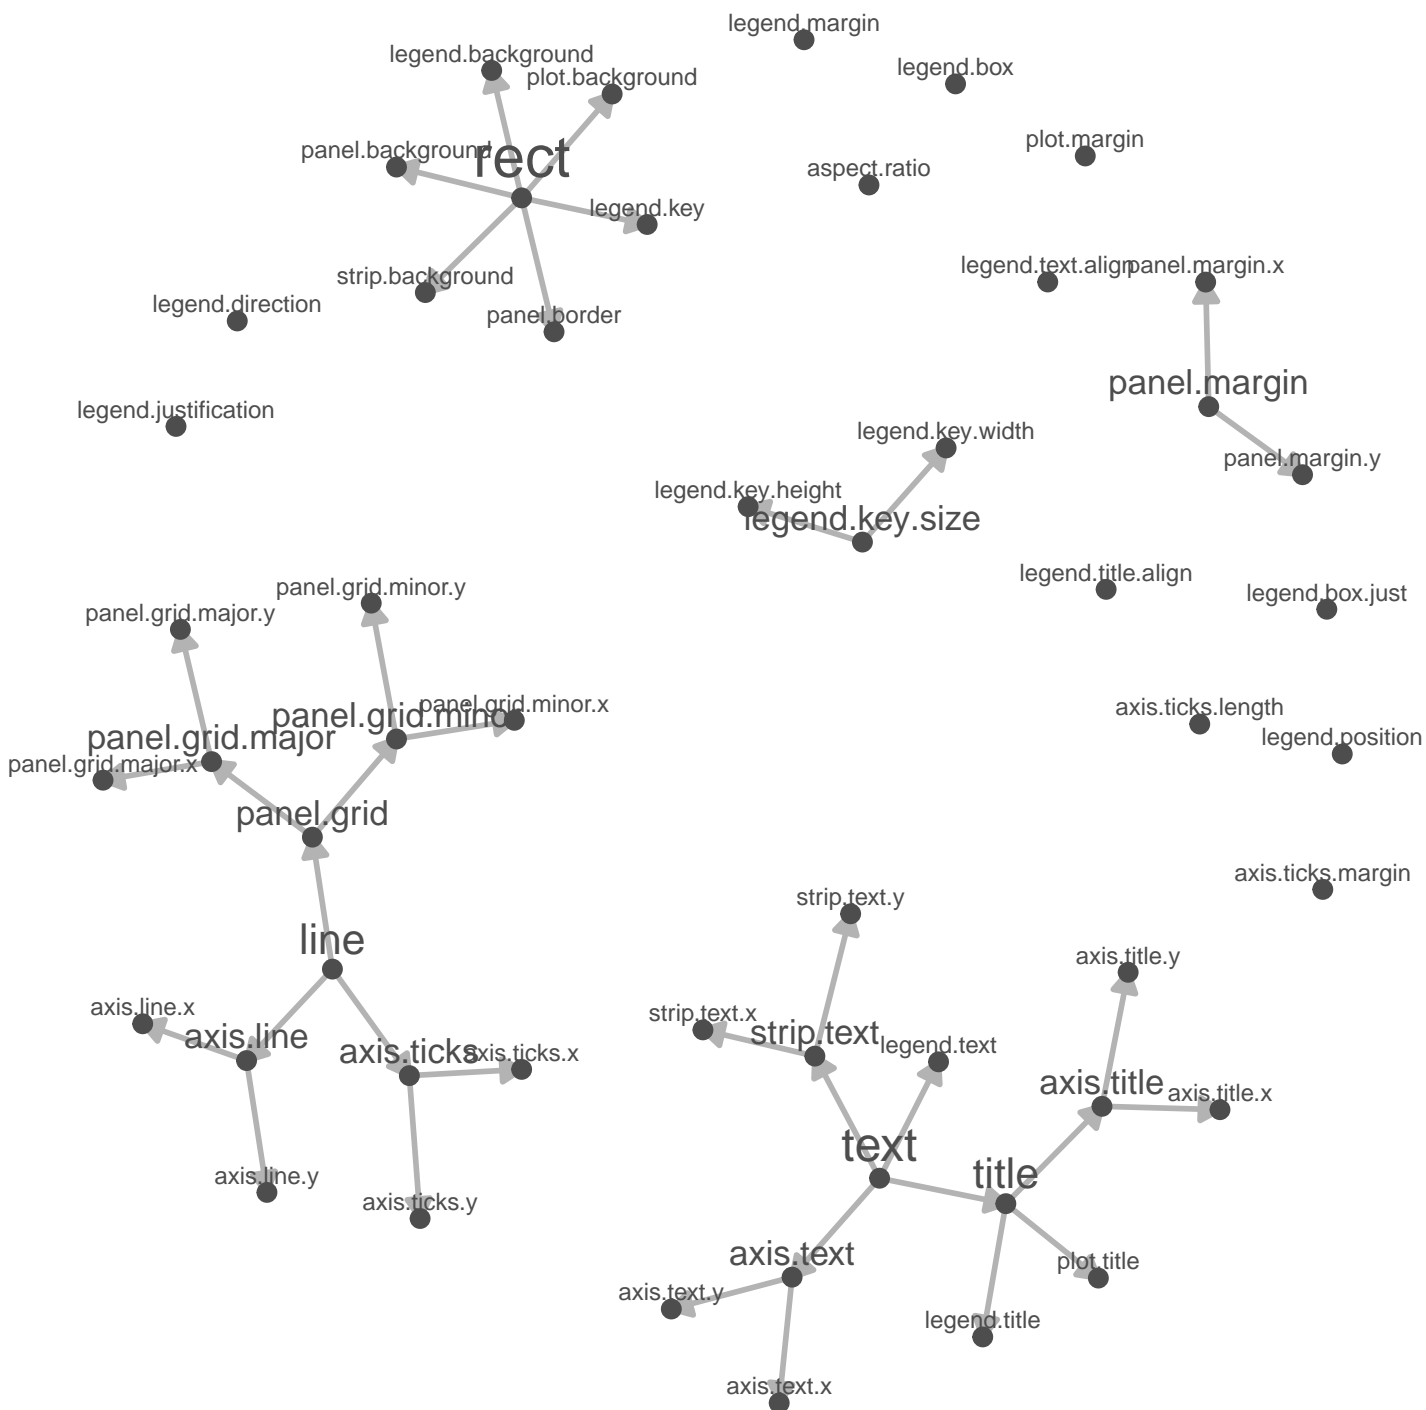 legend.margin
legend.box
legend.background
plot.background
plot.margin
panel.background
rect
aspect.ratio
legend.key
strip.background
legend.text.align
panel.margin.x
legend.direction
panel.border
panel.margin
legend.justification
legend.key.width
panel.margin.y
legend.key.height
legend.key.size
legend.title.align
panel.grid.minor.y
legend.box.just
panel.grid.major.y
panel.grid.minor.x
axis.ticks.length
panel.grid.minor
panel.grid.major
legend.position
panel.grid.major.x
panel.grid
axis.ticks.margin
strip.text.y
line
axis.title.y
axis.line.x
strip.text.x
axis.line
strip.text
legend.text
axis.ticks
axis.ticks.x
axis.title
axis.title.x
text
title
axis.line.y
axis.ticks.y
axis.text
plot.title
axis.text.y
legend.title
axis.text.x